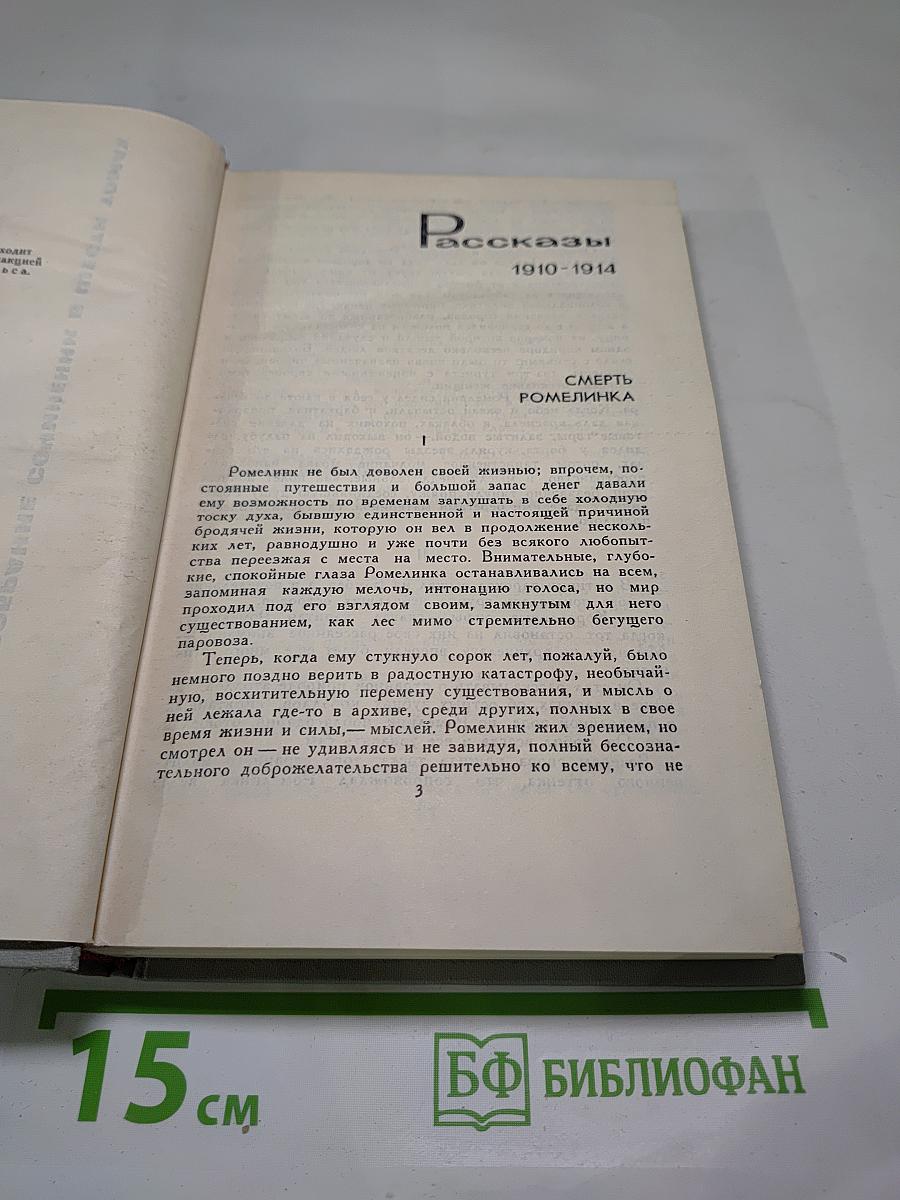 ходит
акцией
ьса.
Рассказы
1910-1914
СМЕРТЬ
РОМЕЛИНКА
I
Ромелинк не был доволен своей жизнью; впрочем, по-
стоянные путешествия и большой запас денег давали
ему возможность по временам заглушать в себе холодную
тоску духа, бывшую единственной и настоящей причиной
бродячей жизни, которую он вел в продолжение несколь-
ких лет, равнодушно и уже почти без всякого любопыт-
ства переезжая с места на место. Внимательные, глубо-
кие, спокойные глаза Ромелинка останавливались на всем,
запоминая каждую мелочь, интонацию голоса, но мир
проходил под его взглядом своим, замкнутым для него
существованием, как лес мимо стремительно бегущего
паровоза.
Теперь, когда ему стукнуло сорок лет, пожалуй, было
немного поздно верить в радостную катастрофу, необычай-
ную, восхитительную перемену существования, и мысль о
ней лежала где-то в архиве, среди других, полных в свое
время жизни и силы,— мыслей. Ромелинк жил зрением, но
смотрел он — не удивляясь и не завидуя, полный бессозна-
тельного доброжелательства решительно ко всему, что не
3
15 см
БФ БИБЛИОФАН